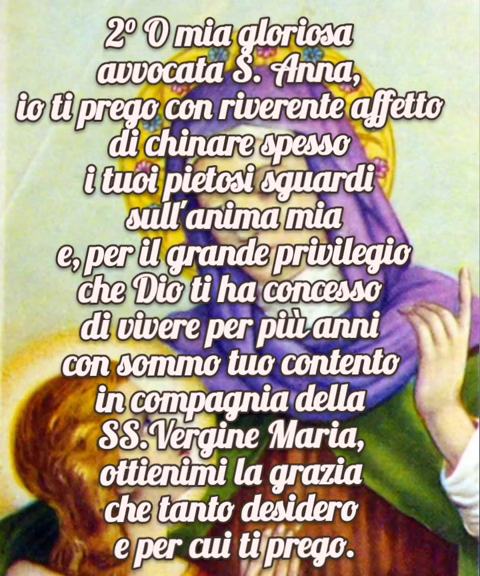 2º O mia gloriosa
avvocata S. Anna,
io ti prego con riverente affetto
di chinare spesso
i tuoi pietosi sguardi
sull'anima mia
e, per il grande privilegio
che Dio ti ha concesso
di vivere per più anni
con sommo tuo contento
in compagnia della
SS.Vergine Maria,
ottienimi la grazia
che tanto desidero
e per cui ti prego.